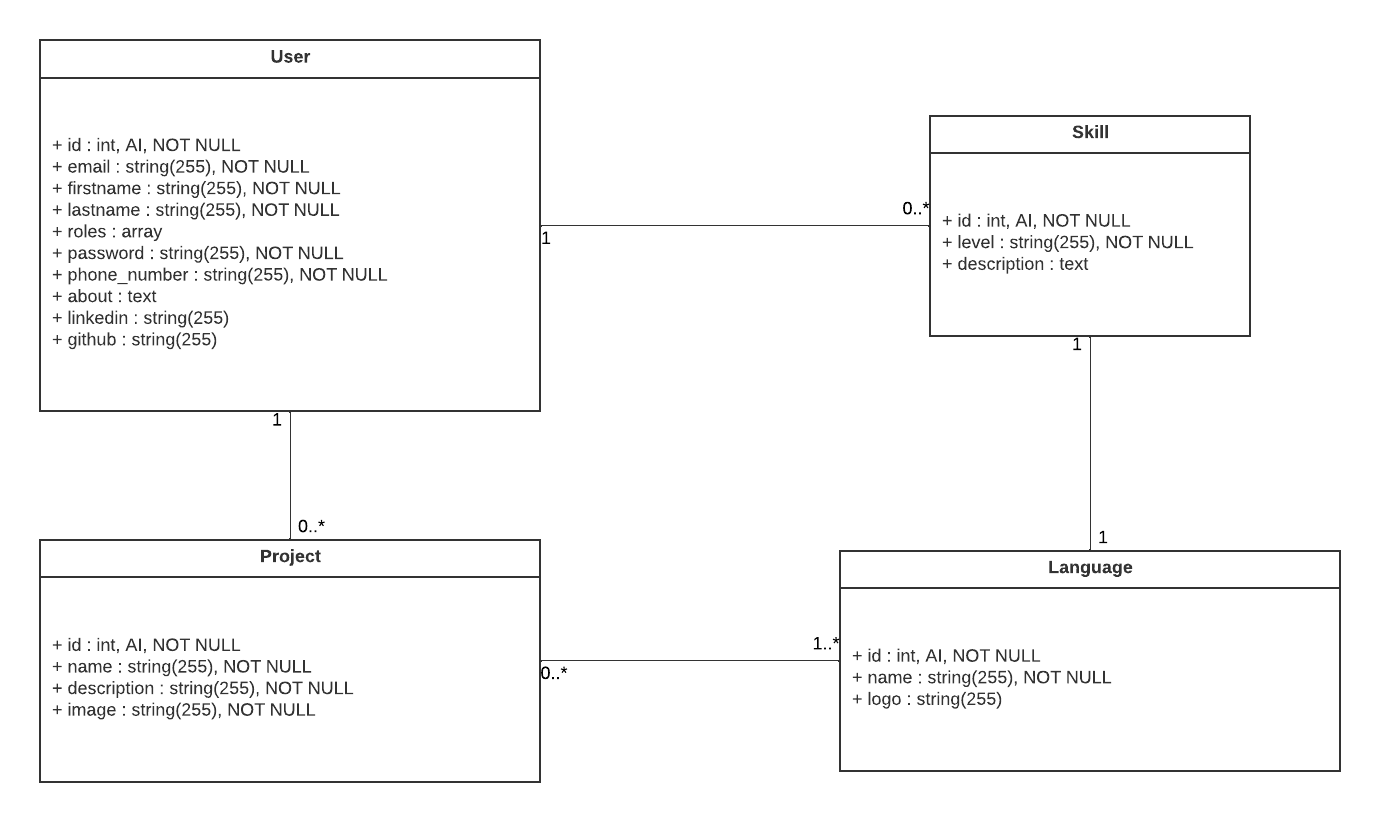 User
+ id : int, AI, NOT NULL
+ email : string(255), NOT NULL
+ firstname : string(255), NOT NULL
+ lastname : string(255), NOT NULL
+ roles : array
+ password : string(255), NOT NULL
+ phone_number : string(255), NOT NULL
+ about : text
+ linkedin : string(255)
+ github : string(255)
1
0..*
Skill
+ id : int, AI, NOT NULL
+ level : string(255), NOT NULL
+ description : text
1
1
1
0..*
Project
+ id : int, AI, NOT NULL
+ name : string(255), NOT NULL
+ description : string(255), NOT NULL
+ image : string(255), NOT NULL
0..*
1..*
Language
+ id : int, AI, NOT NULL
+ name : string(255), NOT NULL
+ logo : string(255)